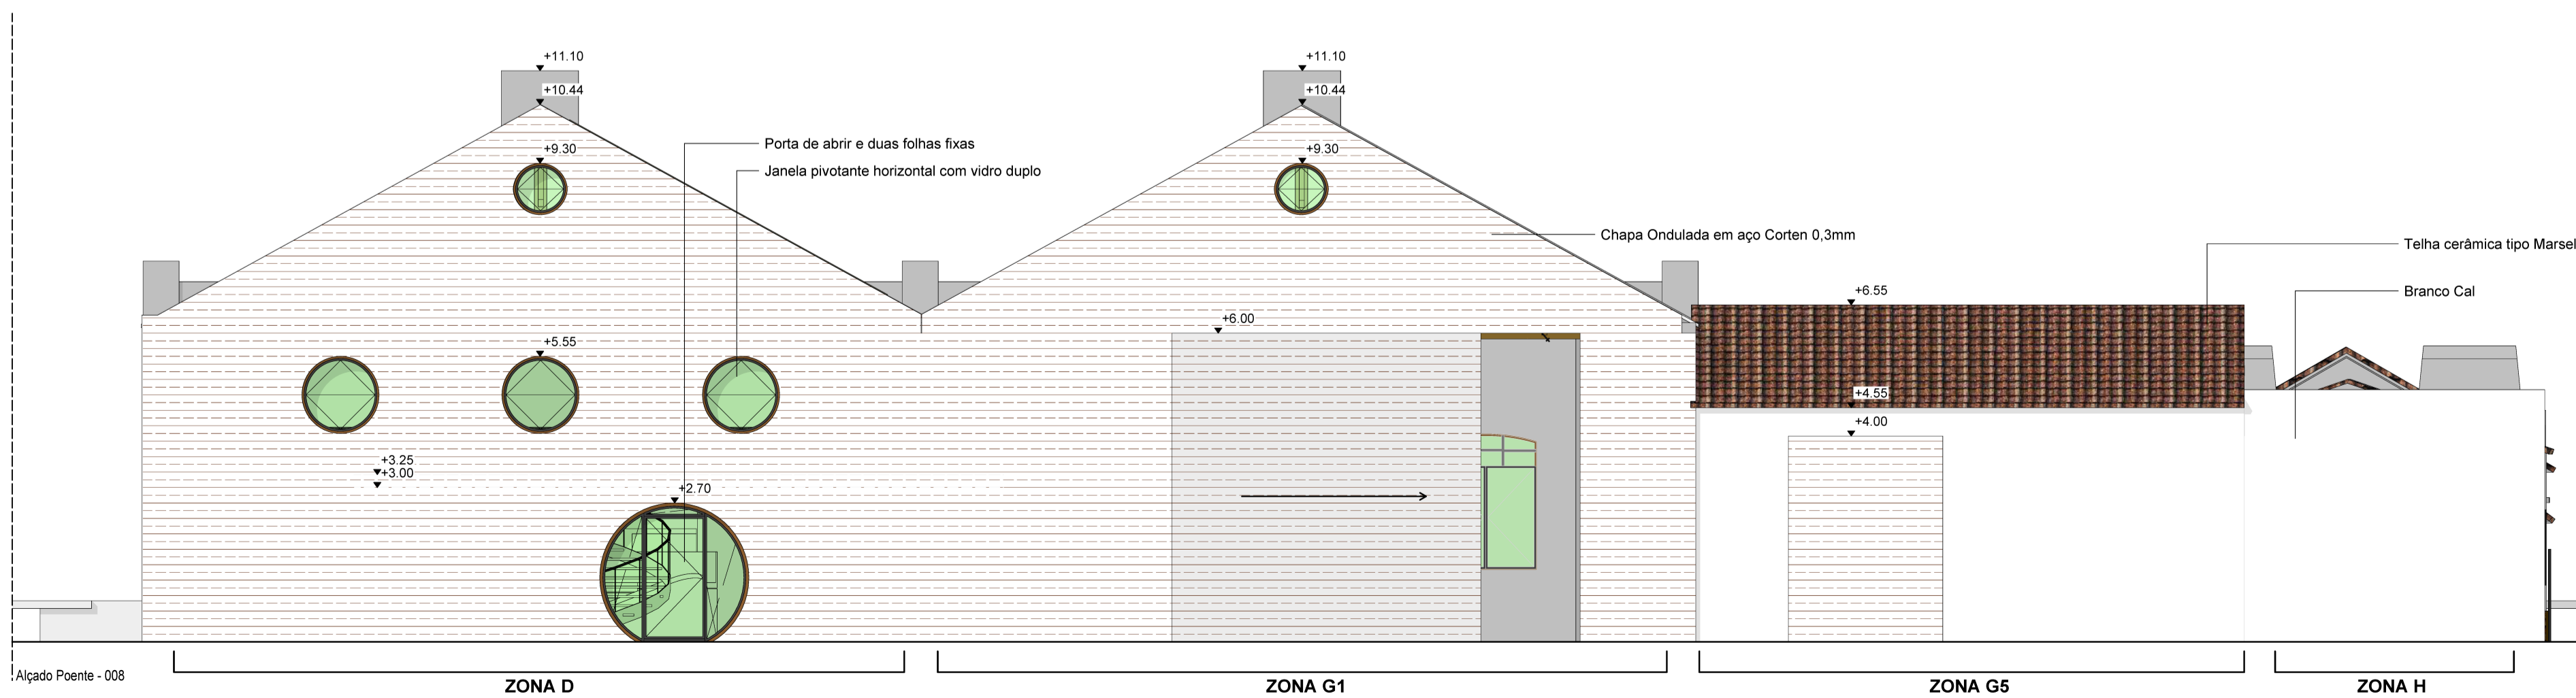 +11.10
+10.44
+9.30
+5.55
+3.25
+3.00
+2.70
Porta de abrir e duas folhas fixas
Janela pivotante horizontal com vidro duplo
+11.10
+10.44
+9.30
Chapa Ondulada em aço Corten 0,3mm
+6.00
+6.55
+4.55
+4.00
Telha cerâmica tipo Marsel
Branco Cal
Alçado Poente - 008
ZONA D
ZONA G1
ZONA G5
ZONA H